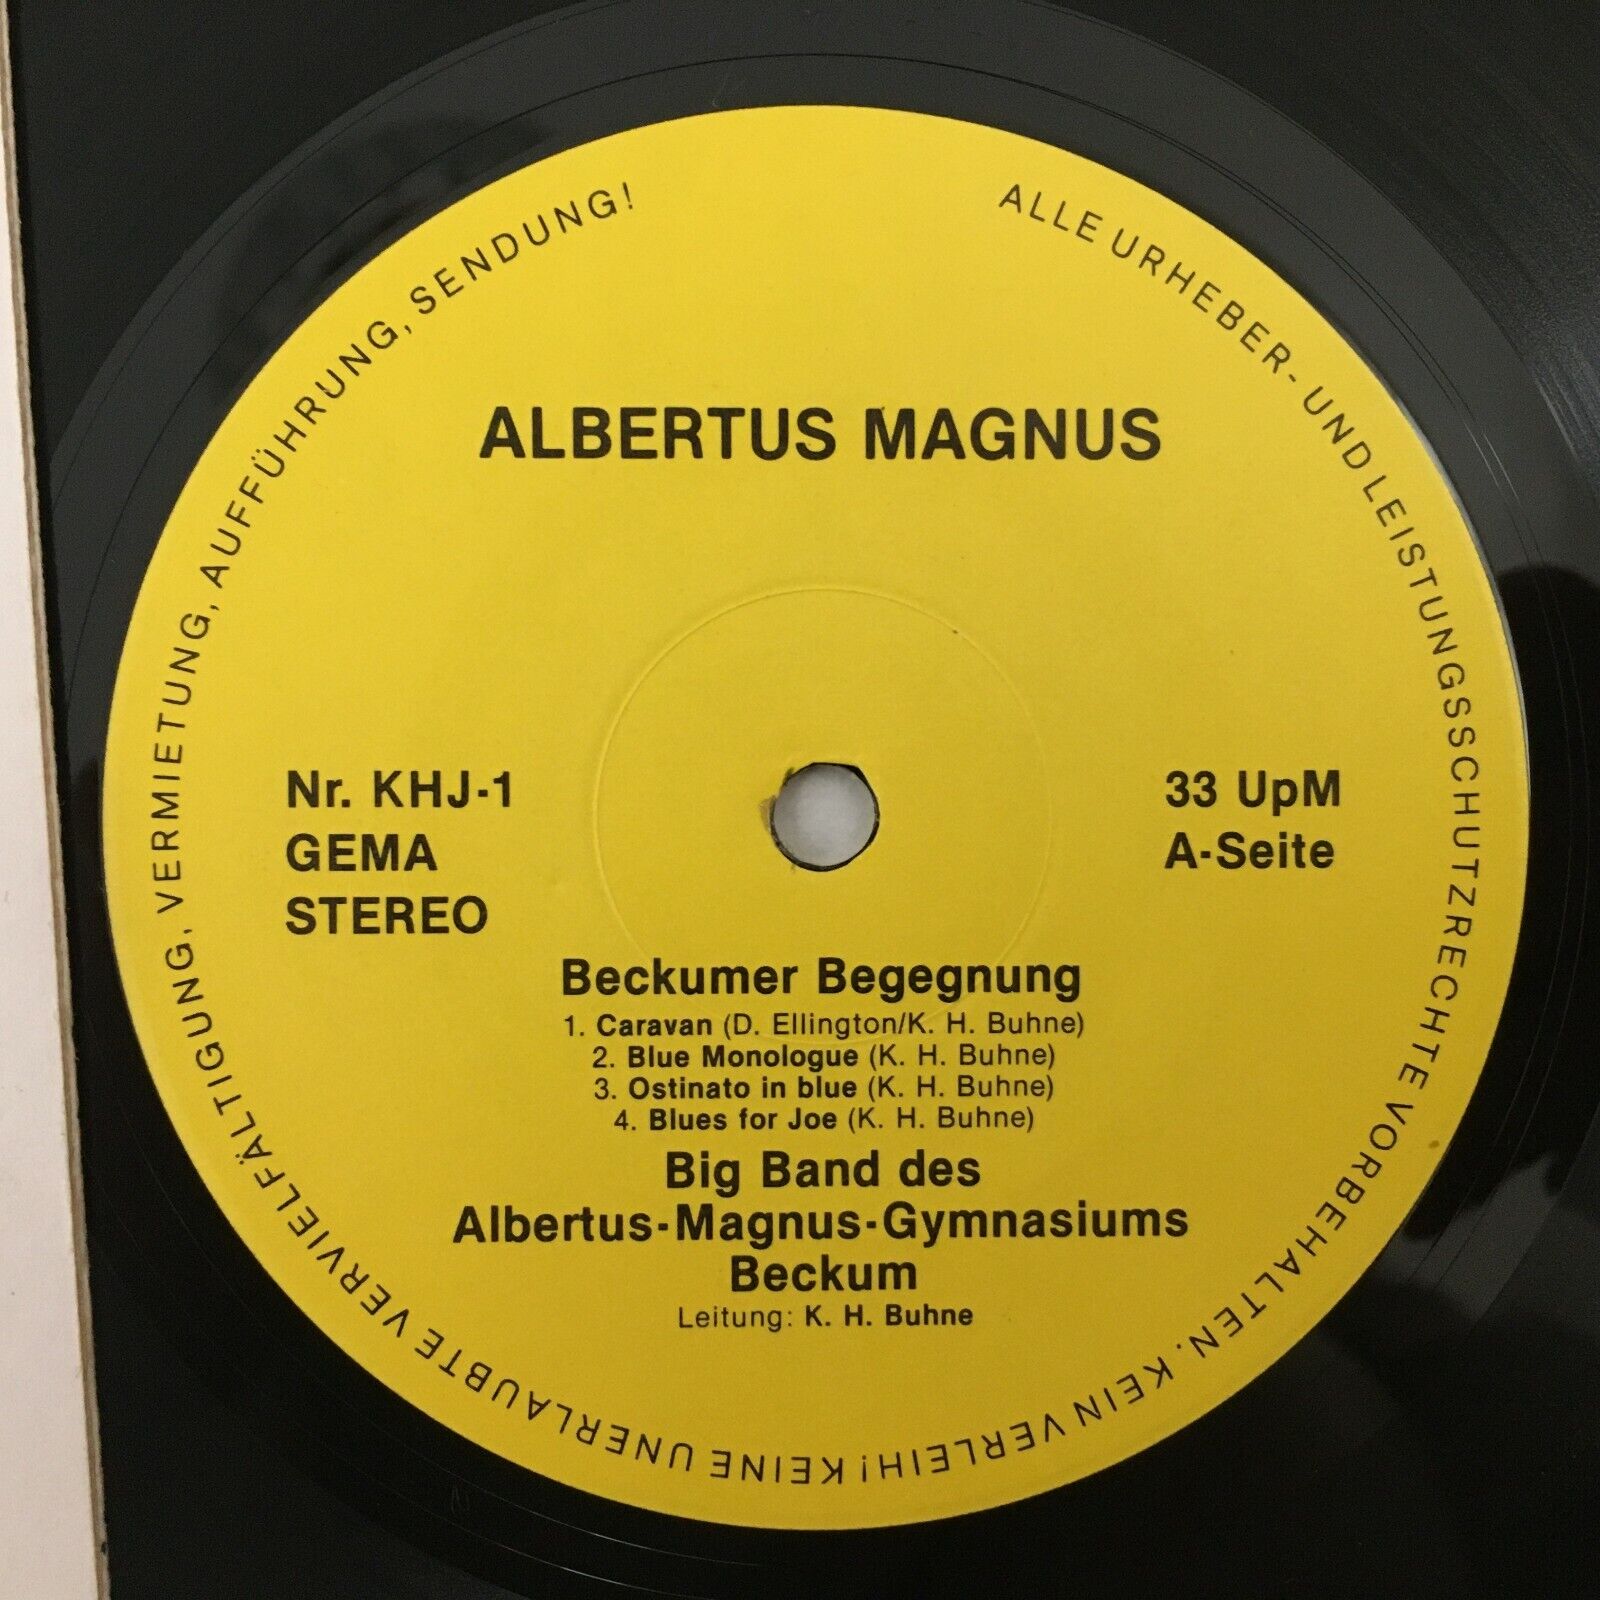 ALLE URHEBER- UND LEISTUNGSSCHUTZRECHTE VORBEHALTEN. KEIN VERLEIH! KEINE UNERLAUBTE VERVIELFÄLTIGUNG, VERMIETUNG, AUFFÜHRUNG, SENDUNG!
ALBERTUS MAGNUS
Nr. KHJ-1
GEMA
STEREO
33 UpM
A-Seite
Beckumer Begegnung
1. Caravan (D. Ellington/K. H. Buhne)
2. Blue Monologue (K. H. Buhne)
3. Ostinato in blue (K. H. Buhne)
4. Blues for Joe (K. H. Buhne)
Big Band des
Albertus-Magnus-Gymnasiums
Beckum
Leitung: K. H. Buhne